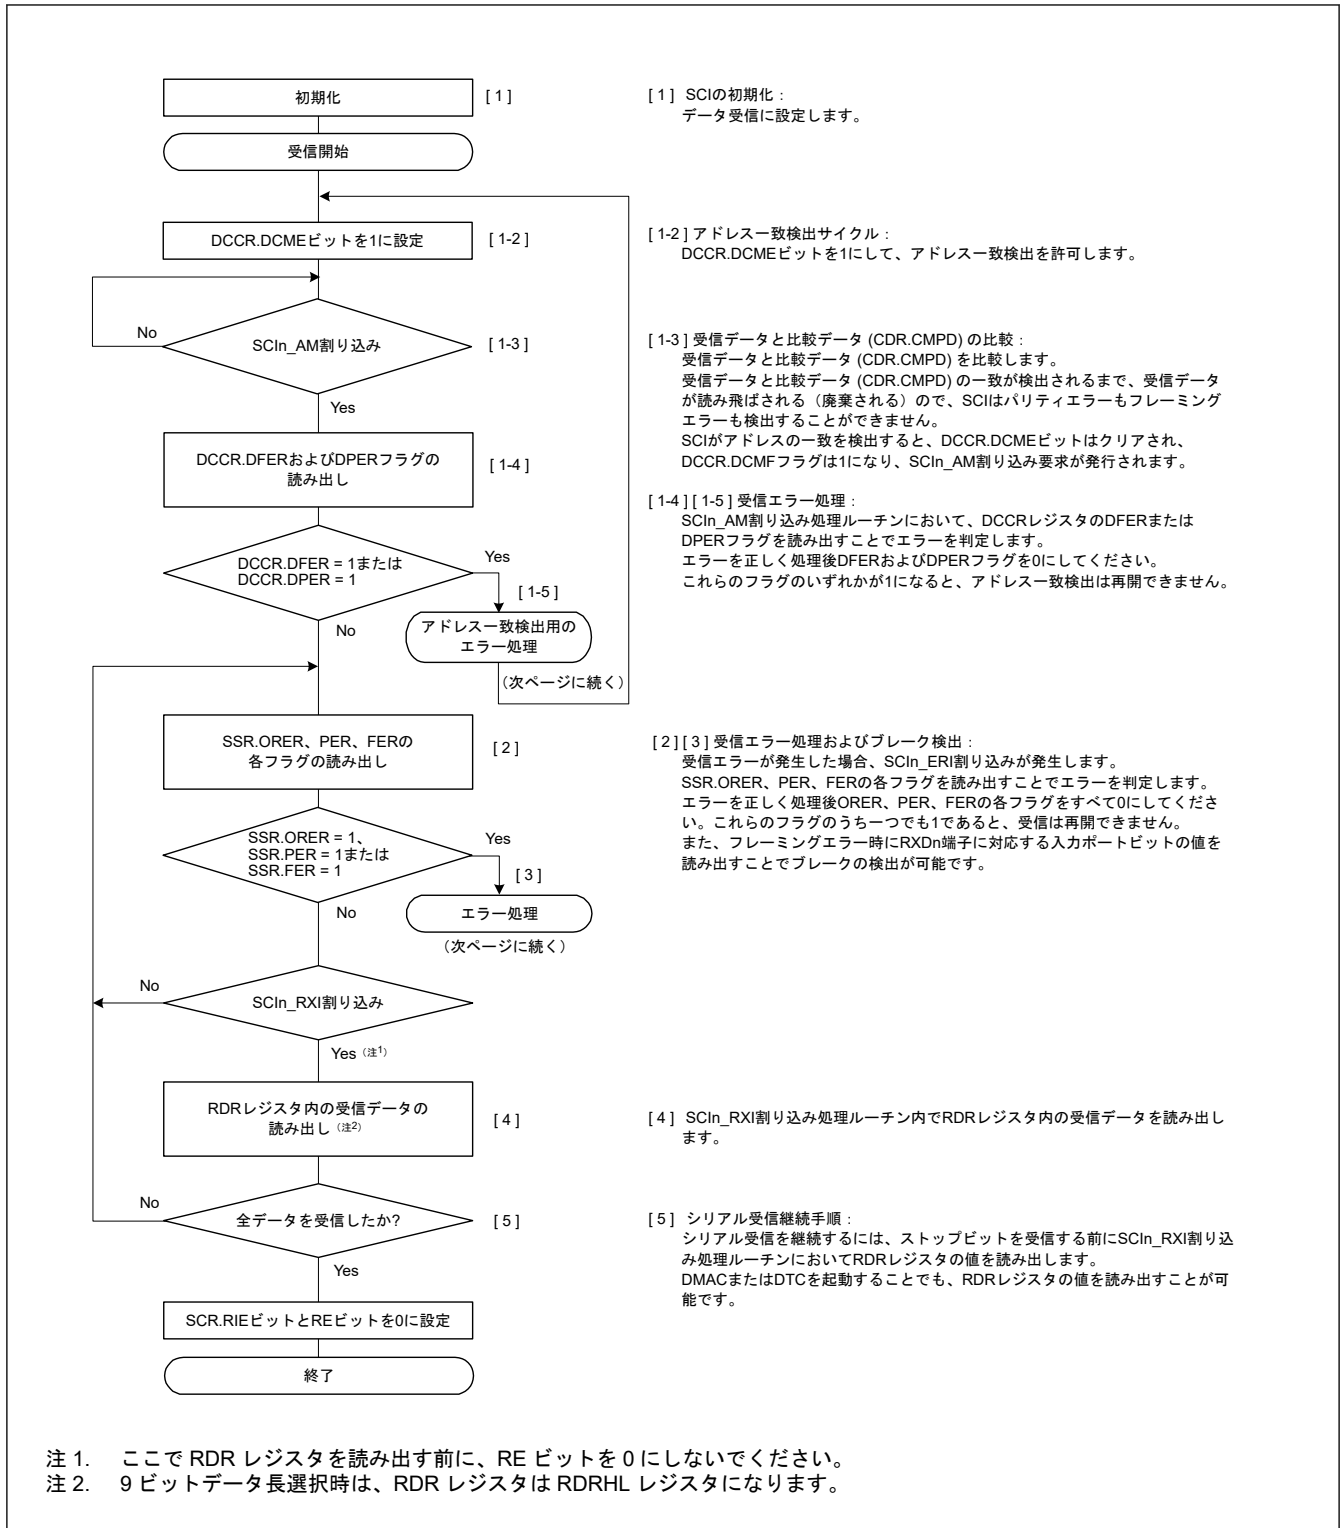 初期化
[ 1 ]
受信開始
DCCR.DCMEビットを1に設定
[ 1-2 ]
No
SCIn_AM割り込み
[ 1-3 ]
Yes
DCCR.DFERおよびDPERフラグの
読み出し
[ 1-4 ]
DCCR.DFER = 1または
DCCR.DPER = 1
Yes
[ 1-5 ]
アドレス一致検出用の
エラー処理
(次ページに続く)
No
SSR.ORER、PER、FERの
各フラグの読み出し
[ 2 ]
SSR.ORER = 1、
SSR.PER = 1または
SSR.FER = 1
Yes
[ 3 ]
エラー処理
(次ページに続く)
No
No
SCIn_RXI割り込み
Yes (注1)
RDRレジスタ内の受信データの
読み出し (注2)
[ 4 ]
No
全データを受信したか?
[ 5 ]
Yes
SCR.RIEビットとREビットを0に設定
終了
[ 1 ] SCIの初期化：
データ受信に設定します。
[ 1-2 ] アドレス一致検出サイクル：
DCCR.DCMEビットを1にして、アドレス一致検出を許可します。
[ 1-3 ] 受信データと比較データ (CDR.CMPD) の比較：
受信データと比較データ (CDR.CMPD) を比較します。
受信データと比較データ (CDR.CMPD) の一致が検出されるまで、受信データ
が読み飛ばされる（廃棄される）ので、SCIはパリティエラーもフレーミング
エラーも検出することができません。
SCIがアドレスの一致を検出すると、DCCR.DCMEビットはクリアされ、
DCCR.DCMFフラグは1になり、SCIn_AM割り込み要求が発行されます。
[ 1-4 ] [ 1-5 ] 受信エラー処理：
SCIn_AM割り込み処理ルーチンにおいて、DCCRレジスタのDFERまたは
DPERフラグを読み出すことでエラーを判定します。
エラーを正しく処理後DFERおよびDPERフラグを0にしてください。
これらのフラグのいずれかが1になると、アドレス一致検出は再開できません。
[ 2 ] [ 3 ] 受信エラー処理およびブレーク検出：
受信エラーが発生した場合、SCIn_ERI割り込みが発生します。
SSR.ORER、PER、FERの各フラグを読み出すことでエラーを判定します。
エラーを正しく処理後ORER、PER、FERの各フラグをすべて0にしてくださ
い。これらのフラグのうち一つでも1であると、受信は再開できません。
また、フレーミングエラー時にRXDn端子に対応する入力ポートビットの値を
読み出すことでブレークの検出が可能です。
[ 4 ] SCIn_RXI割り込み処理ルーチン内でRDRレジスタ内の受信データを読み出し
ます。
[ 5 ] シリアル受信継続手順：
シリアル受信を継続するには、ストップビットを受信する前にSCIn_RXI割り込
み処理ルーチンにおいてRDRレジスタの値を読み出します。
DMACまたはDTCを起動することでも、RDRレジスタの値を読み出すことが可
能です。
注 1. ここで RDR レジスタを読み出す前に、RE ビットを 0 にしないでください。
注 2. 9 ビットデータ長選択時は、RDR レジスタは RDRHL レジスタになります。